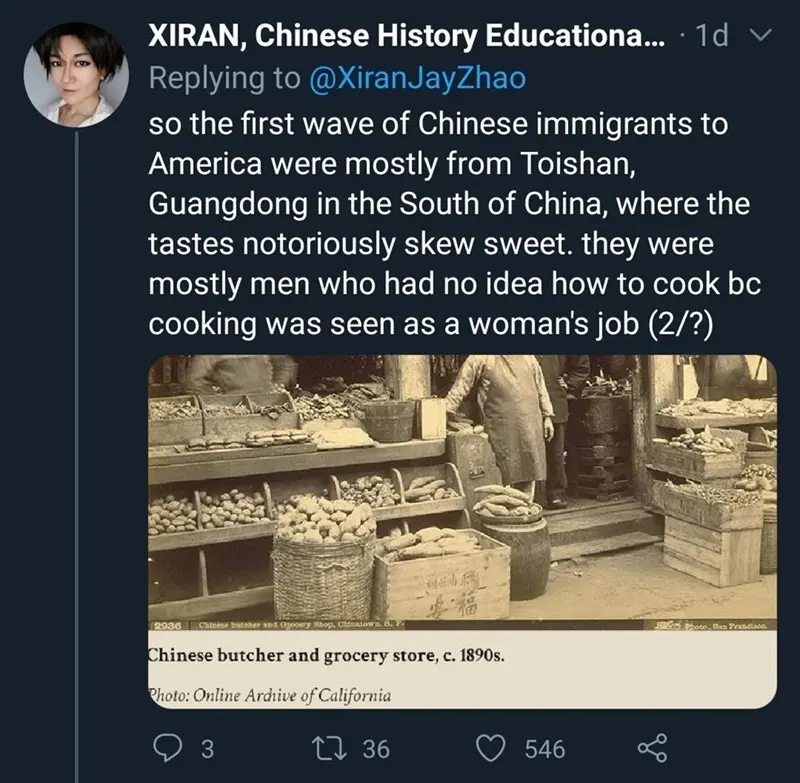 XIRAN, Chinese History Educationa... · 1d
Replying to @XiranJayZhao
so the first wave of Chinese immigrants to
America were mostly from Toishan,
Guangdong in the South of China, where the
tastes notoriously skew sweet. they were
mostly men who had no idea how to cook bc
cooking was seen as a woman's job (2/?)
福
2936 Chinese butcher and Grocery Shop, Chinatown, S. F.
Photo., San Francisco.
Chinese butcher and grocery store, c. 1890s.
Photo: Online Archive of California
3 36 546